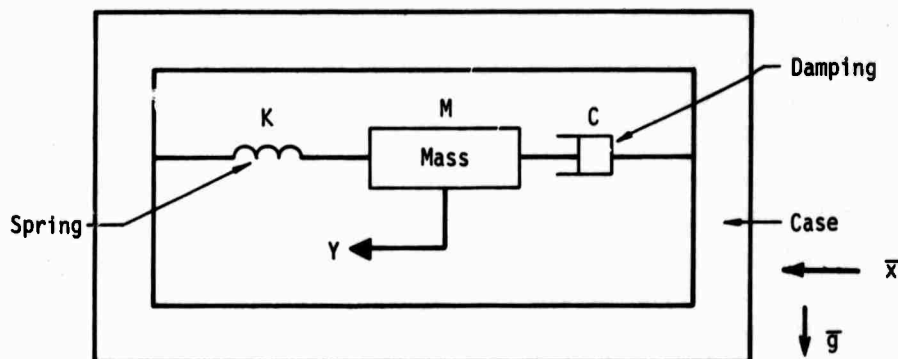 Damping
K
M
C
Mass
Spring
Y
Case
x̅
g̅